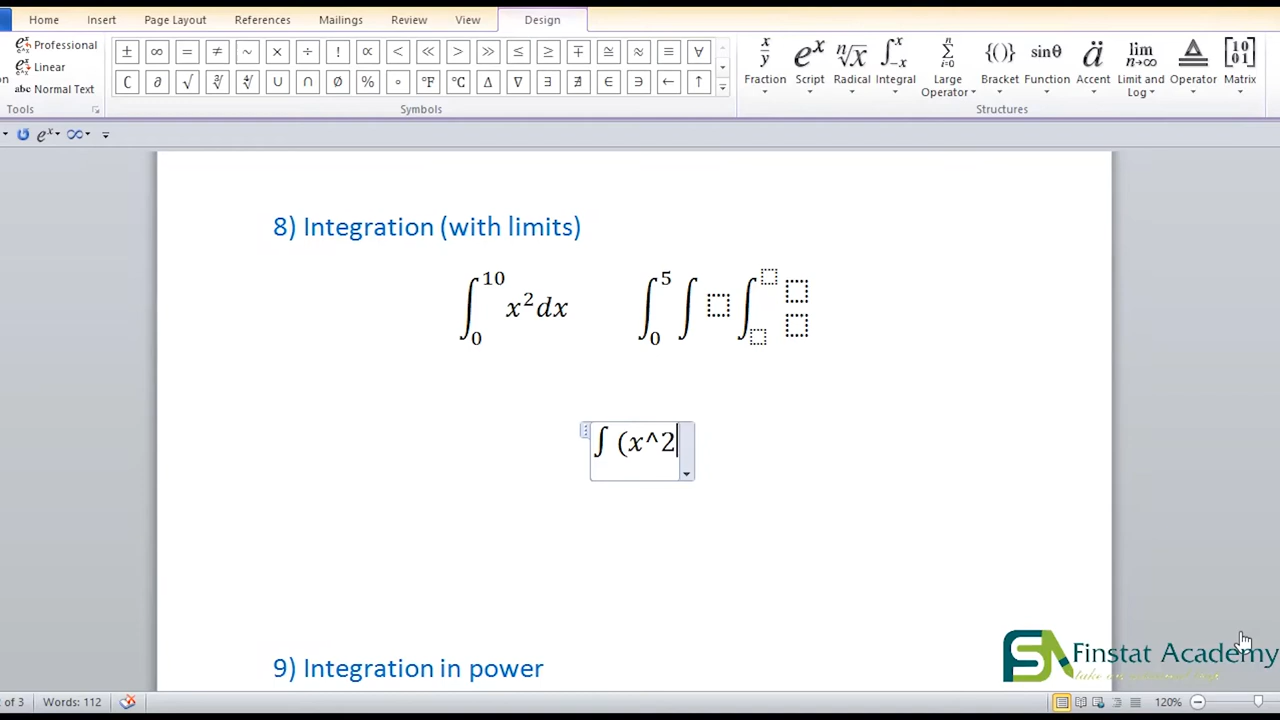 Home Insert Page Layout References Mailings Review View Design
Professional
Linear
abc Normal Text
Tools
± ∞ = ≠ ~ × ÷ ! ∝ < ≪ > ≫ ≤ ≥ ∓ ≅ ≈ ≡ ∀
∁ ∂ √ ∛ ∜ ∪ ∩ ∅ % ° °F °C ∆ ∇ ∃ ∄ ∈ ∋ ← ↑
Symbols
Fraction Script Radical Integral Large Operator Bracket Function Accent Limit and Log Operator Matrix
Structures
8) Integration (with limits)
∫₀¹⁰ x²dx ∫₀⁵ ∫ ⬚ ∫
∫ (x^2
9) Integration in power
Finstat Academy
of 3 Words: 112 120%